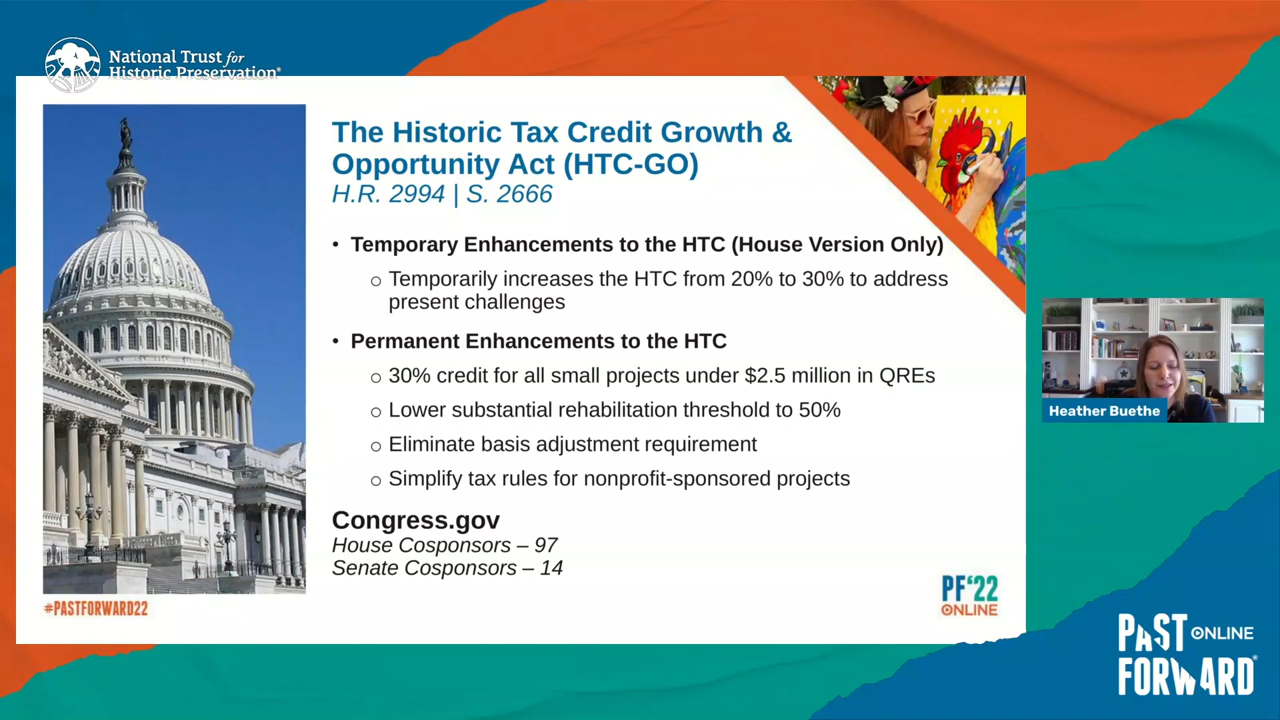 National Trust for
Historic Preservation®
The Historic Tax Credit Growth &
Opportunity Act (HTC-GO)
H.R. 2994 | S. 2666
• Temporary Enhancements to the HTC (House Version Only)
o Temporarily increases the HTC from 20% to 30% to address
present challenges
• Permanent Enhancements to the HTC
o 30% credit for all small projects under $2.5 million in QREs
o Lower substantial rehabilitation threshold to 50%
o Eliminate basis adjustment requirement
o Simplify tax rules for nonprofit-sponsored projects
Congress.gov
House Cosponsors – 97
Senate Cosponsors – 14
#PASTFORWARD22
PF‘22
ONLINE
Heather Buethe
PAST ONLINE
FORWARD®